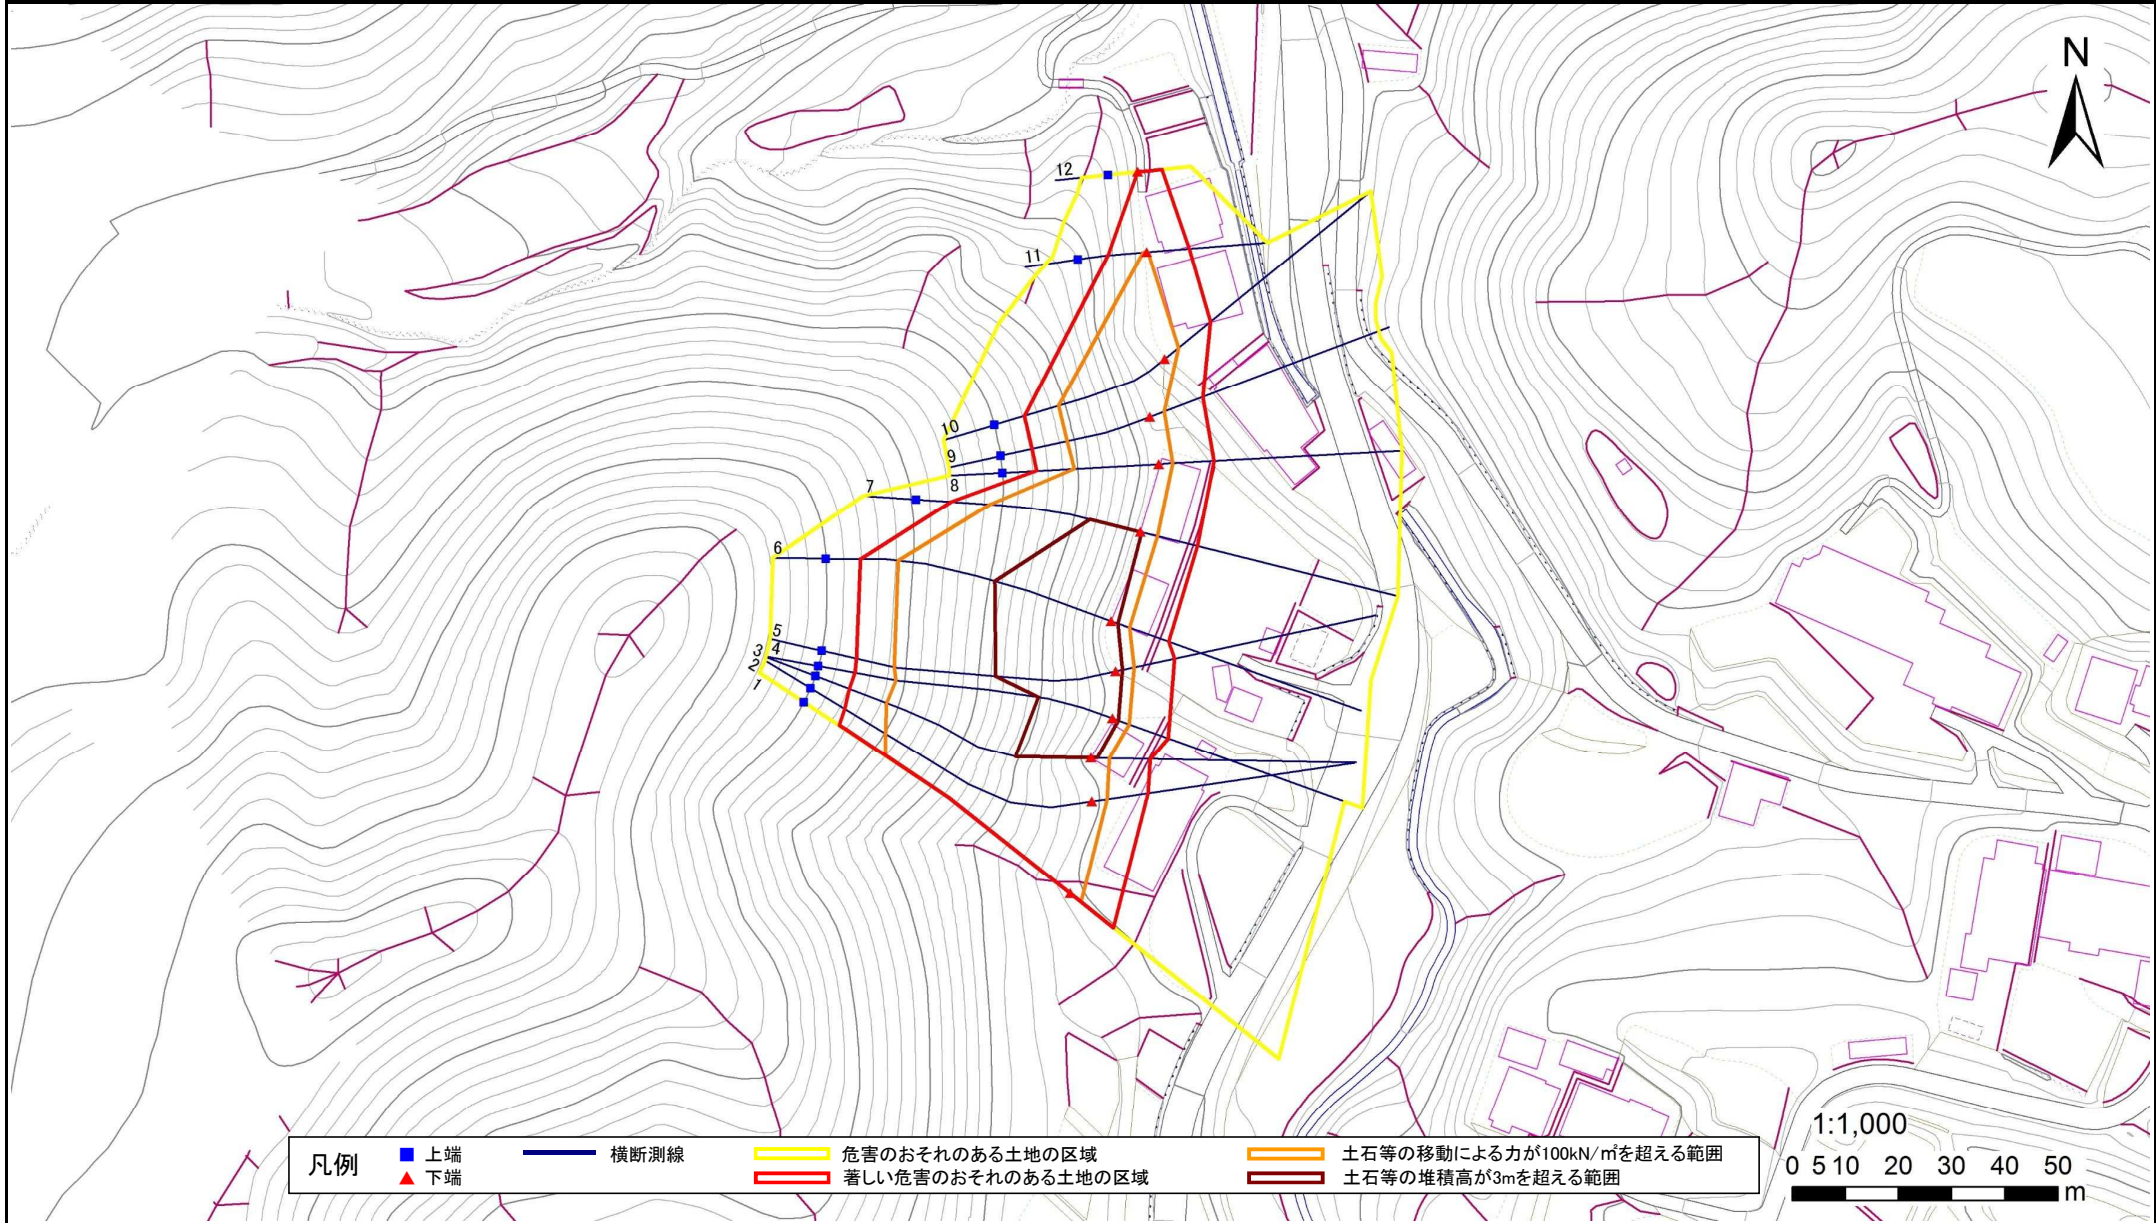 N
12
11
10
9
8
7
6
5
3 4
2
1
1:1,000
0 5 10 20 30 40 50
m
凡例
上端
下端
横断測線
危害のおそれのある土地の区域
著しい危害のおそれのある土地の区域
土石等の移動による力が100kN/㎡を超える範囲
土石等の堆積高が3mを超える範囲